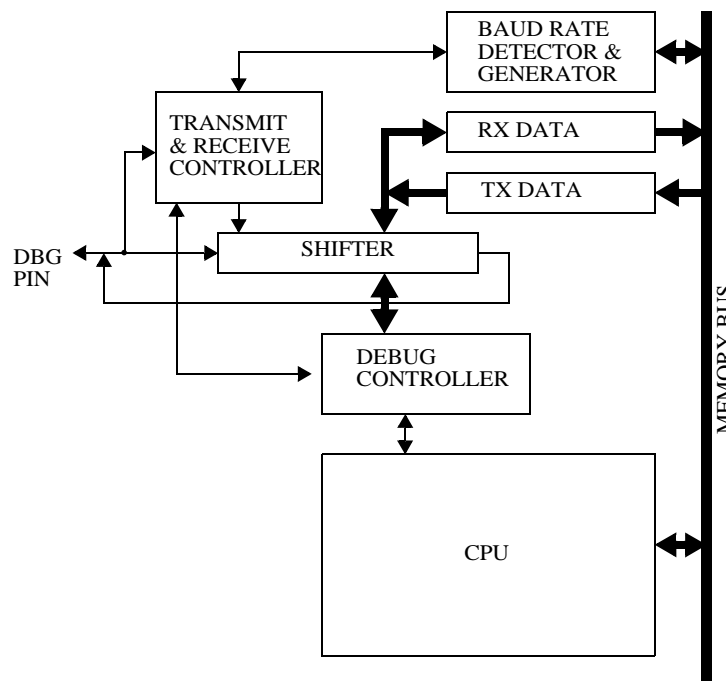 BAUD RATE
DETECTOR &
GENERATOR
TRANSMIT
& RECEIVE
CONTROLLER
RX DATA
TX DATA
SHIFTER
DBG
PIN
DEBUG
CONTROLLER
MEMORY BUS
CPU